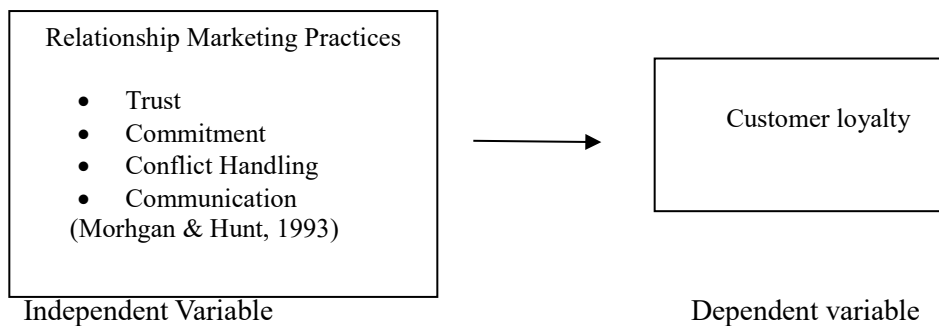 Relationship Marketing Practices
• Trust
• Commitment
• Conflict Handling
• Communication
(Morhgan & Hunt, 1993)
Customer loyalty
Independent Variable
Dependent variable